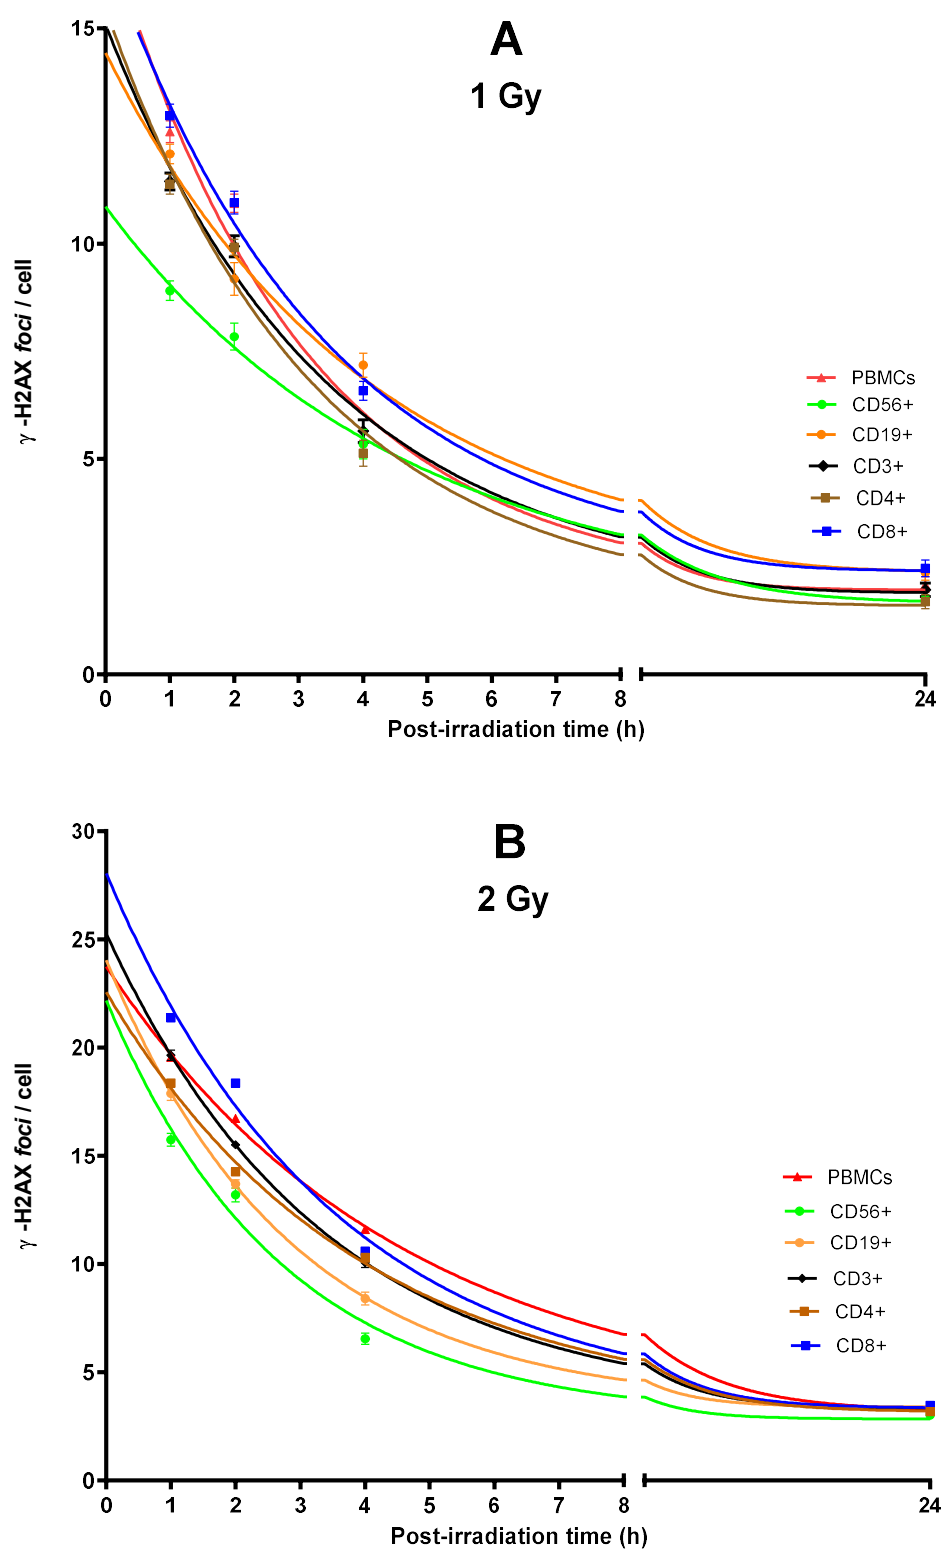 A
1 Gy
15
10
5
0
γ -H2AX foci / cell
PBMCs
CD56+
CD19+
CD3+
CD4+
CD8+
0 1 2 3 4 5 6 7 8 24
Post-irradiation time (h)
B
2 Gy
30
25
20
15
10
5
0
γ -H2AX foci / cell
PBMCs
CD56+
CD19+
CD3+
CD4+
CD8+
0 1 2 3 4 5 6 7 8 24
Post-irradiation time (h)